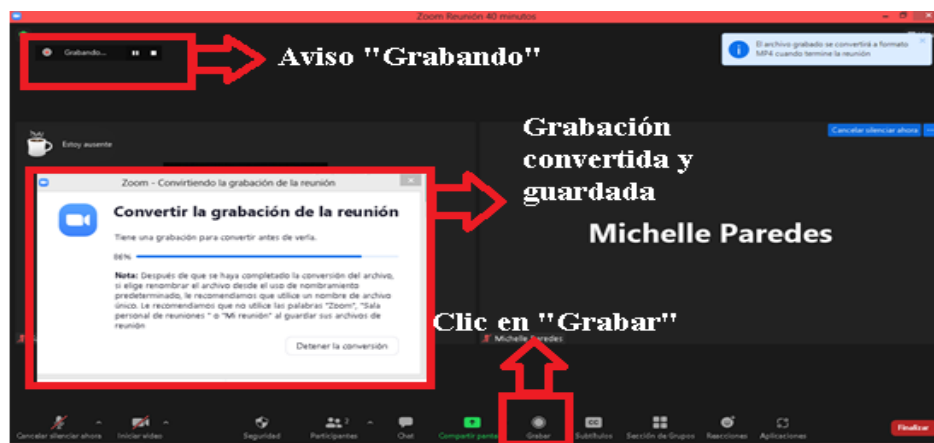 Zoom Reunión 40 minutos
Grabando...
Aviso "Grabando"
El archivo grabado se convertirá a formato
MP4 cuando termine la reunión
Estoy ausente
Cancelar silenciar ahora
Grabación
convertida y
guardada
Zoom - Convirtiendo la grabación de la reunión
Convertir la grabación de la reunión
Tiene una grabación para convertir antes de verla.
86%
Nota: Después de que se haya completado la conversión del archivo,
si elige renombrar el archivo desde el uso de nombramiento
predeterminado, le recomendamos que utilice un nombre de archivo
único. Le recomendamos que no utilice las palabras "Zoom", "Sala
personal de reuniones " o "Mi reunión" al guardar sus archivos de
reunión
Detener la conversión
Michelle Paredes
Clic en "Grabar"
Michelle Paredes
Cancelar silenciar ahora
Iniciar video
Seguridad
2
Participantes
Chat
Compartir pantalla
Grabar
CC
Subtítulos
Sección de Grupos
Reacciones
Aplicaciones
Finalizar